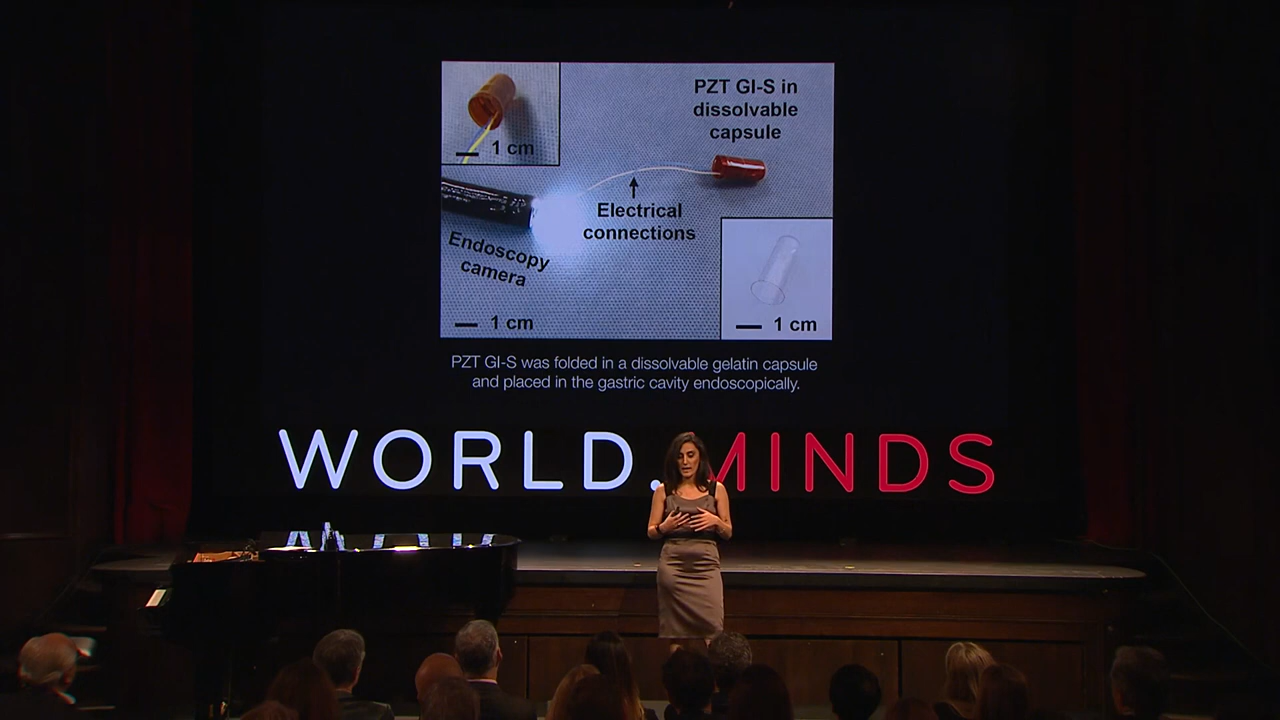 PZT GI-S in
dissolvable
capsule
1 cm
Electrical
connections
Endoscopy
camera
1 cm
1 cm
PZT GI-S was folded in a dissolvable gelatin capsule
and placed in the gastric cavity endoscopically.
WORLD.MINDS